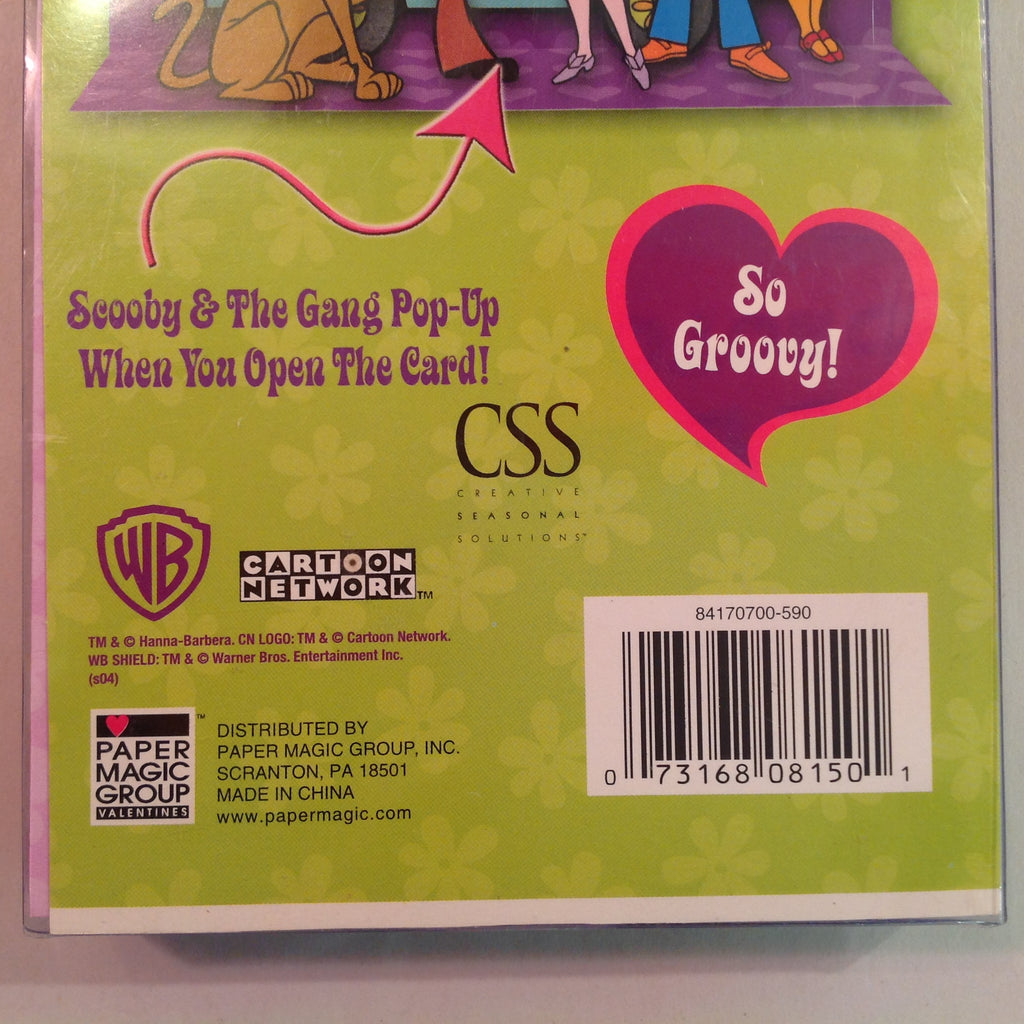 Scooby & The Gang Pop-Up
When You Open The Card!
So
Groovy!
CSS
CREATIVE
SEASONAL
SOLUTIONS™
WB
CARTOON
NETWORK™
TM & © Hanna-Barbera. CN LOGO: TM & © Cartoon Network.
WB SHIELD: TM & © Warner Bros. Entertainment Inc.
(s04)
PAPER
MAGIC
GROUP
VALENTINES
™
DISTRIBUTED BY
PAPER MAGIC GROUP, INC.
SCRANTON, PA 18501
MADE IN CHINA
www.papermagic.com
84170700-590
0 73168 08150 1